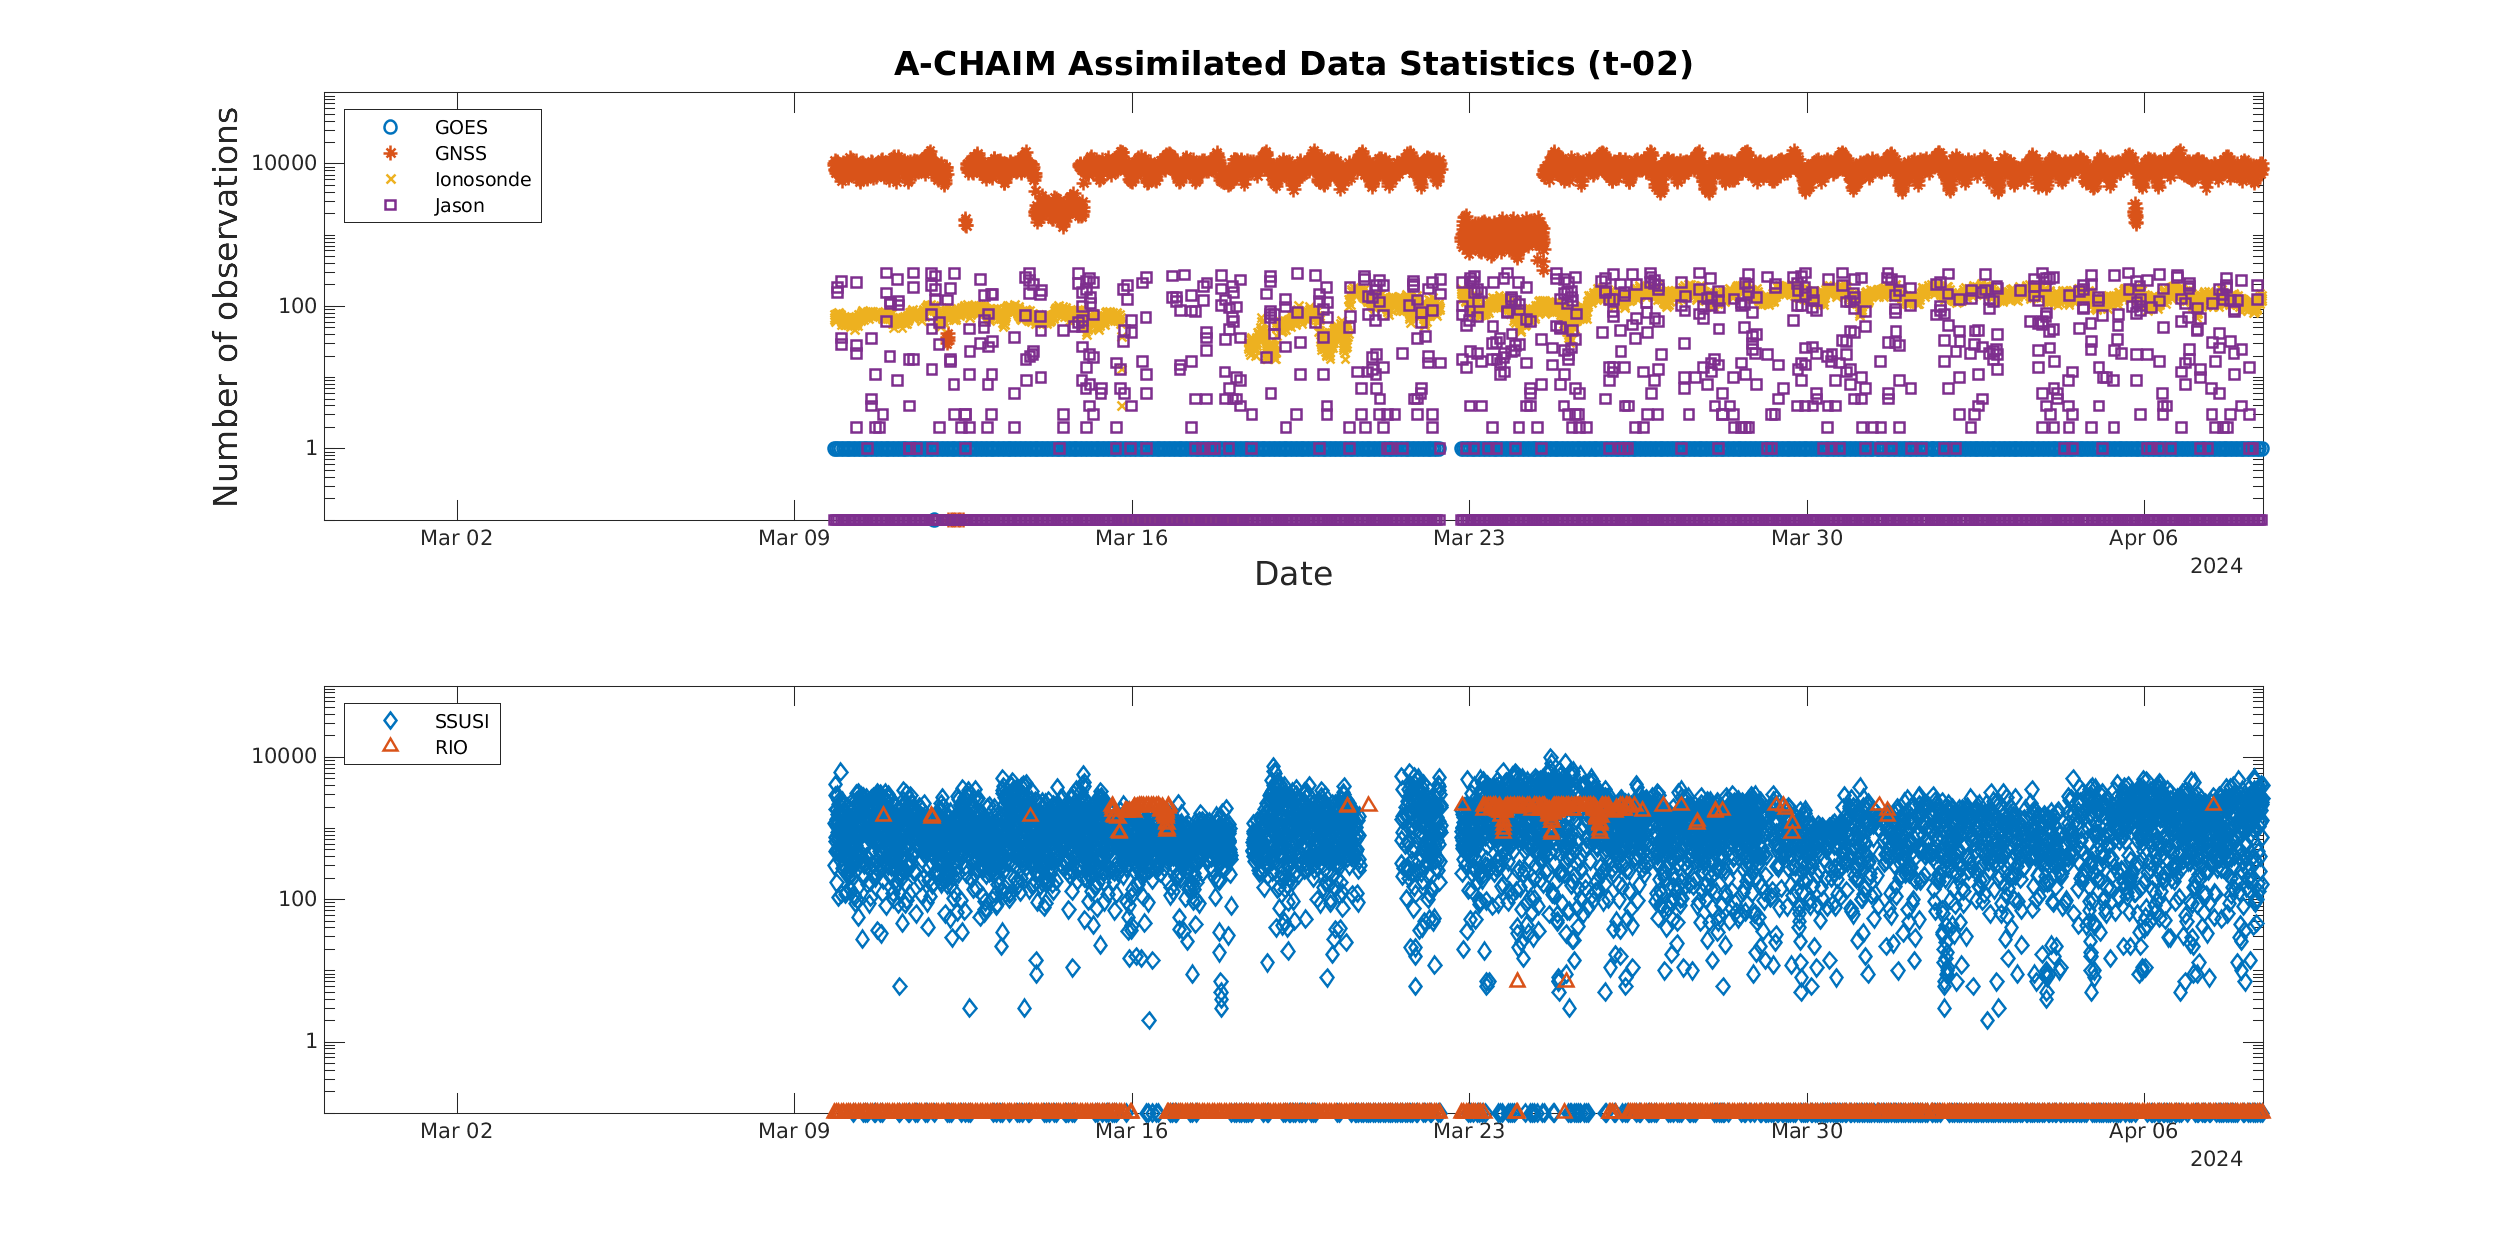 A-CHAIM Assimilated Data Statistics (t-02)
Number of observations
10000
100
1
GOES
GNSS
Ionosonde
Jason
Mar 02
Mar 09
Mar 16
Mar 23
Mar 30
Apr 06
2024
Date
10000
100
1
SSUSI
RIO
Mar 02
Mar 09
Mar 16
Mar 23
Mar 30
Apr 06
2024